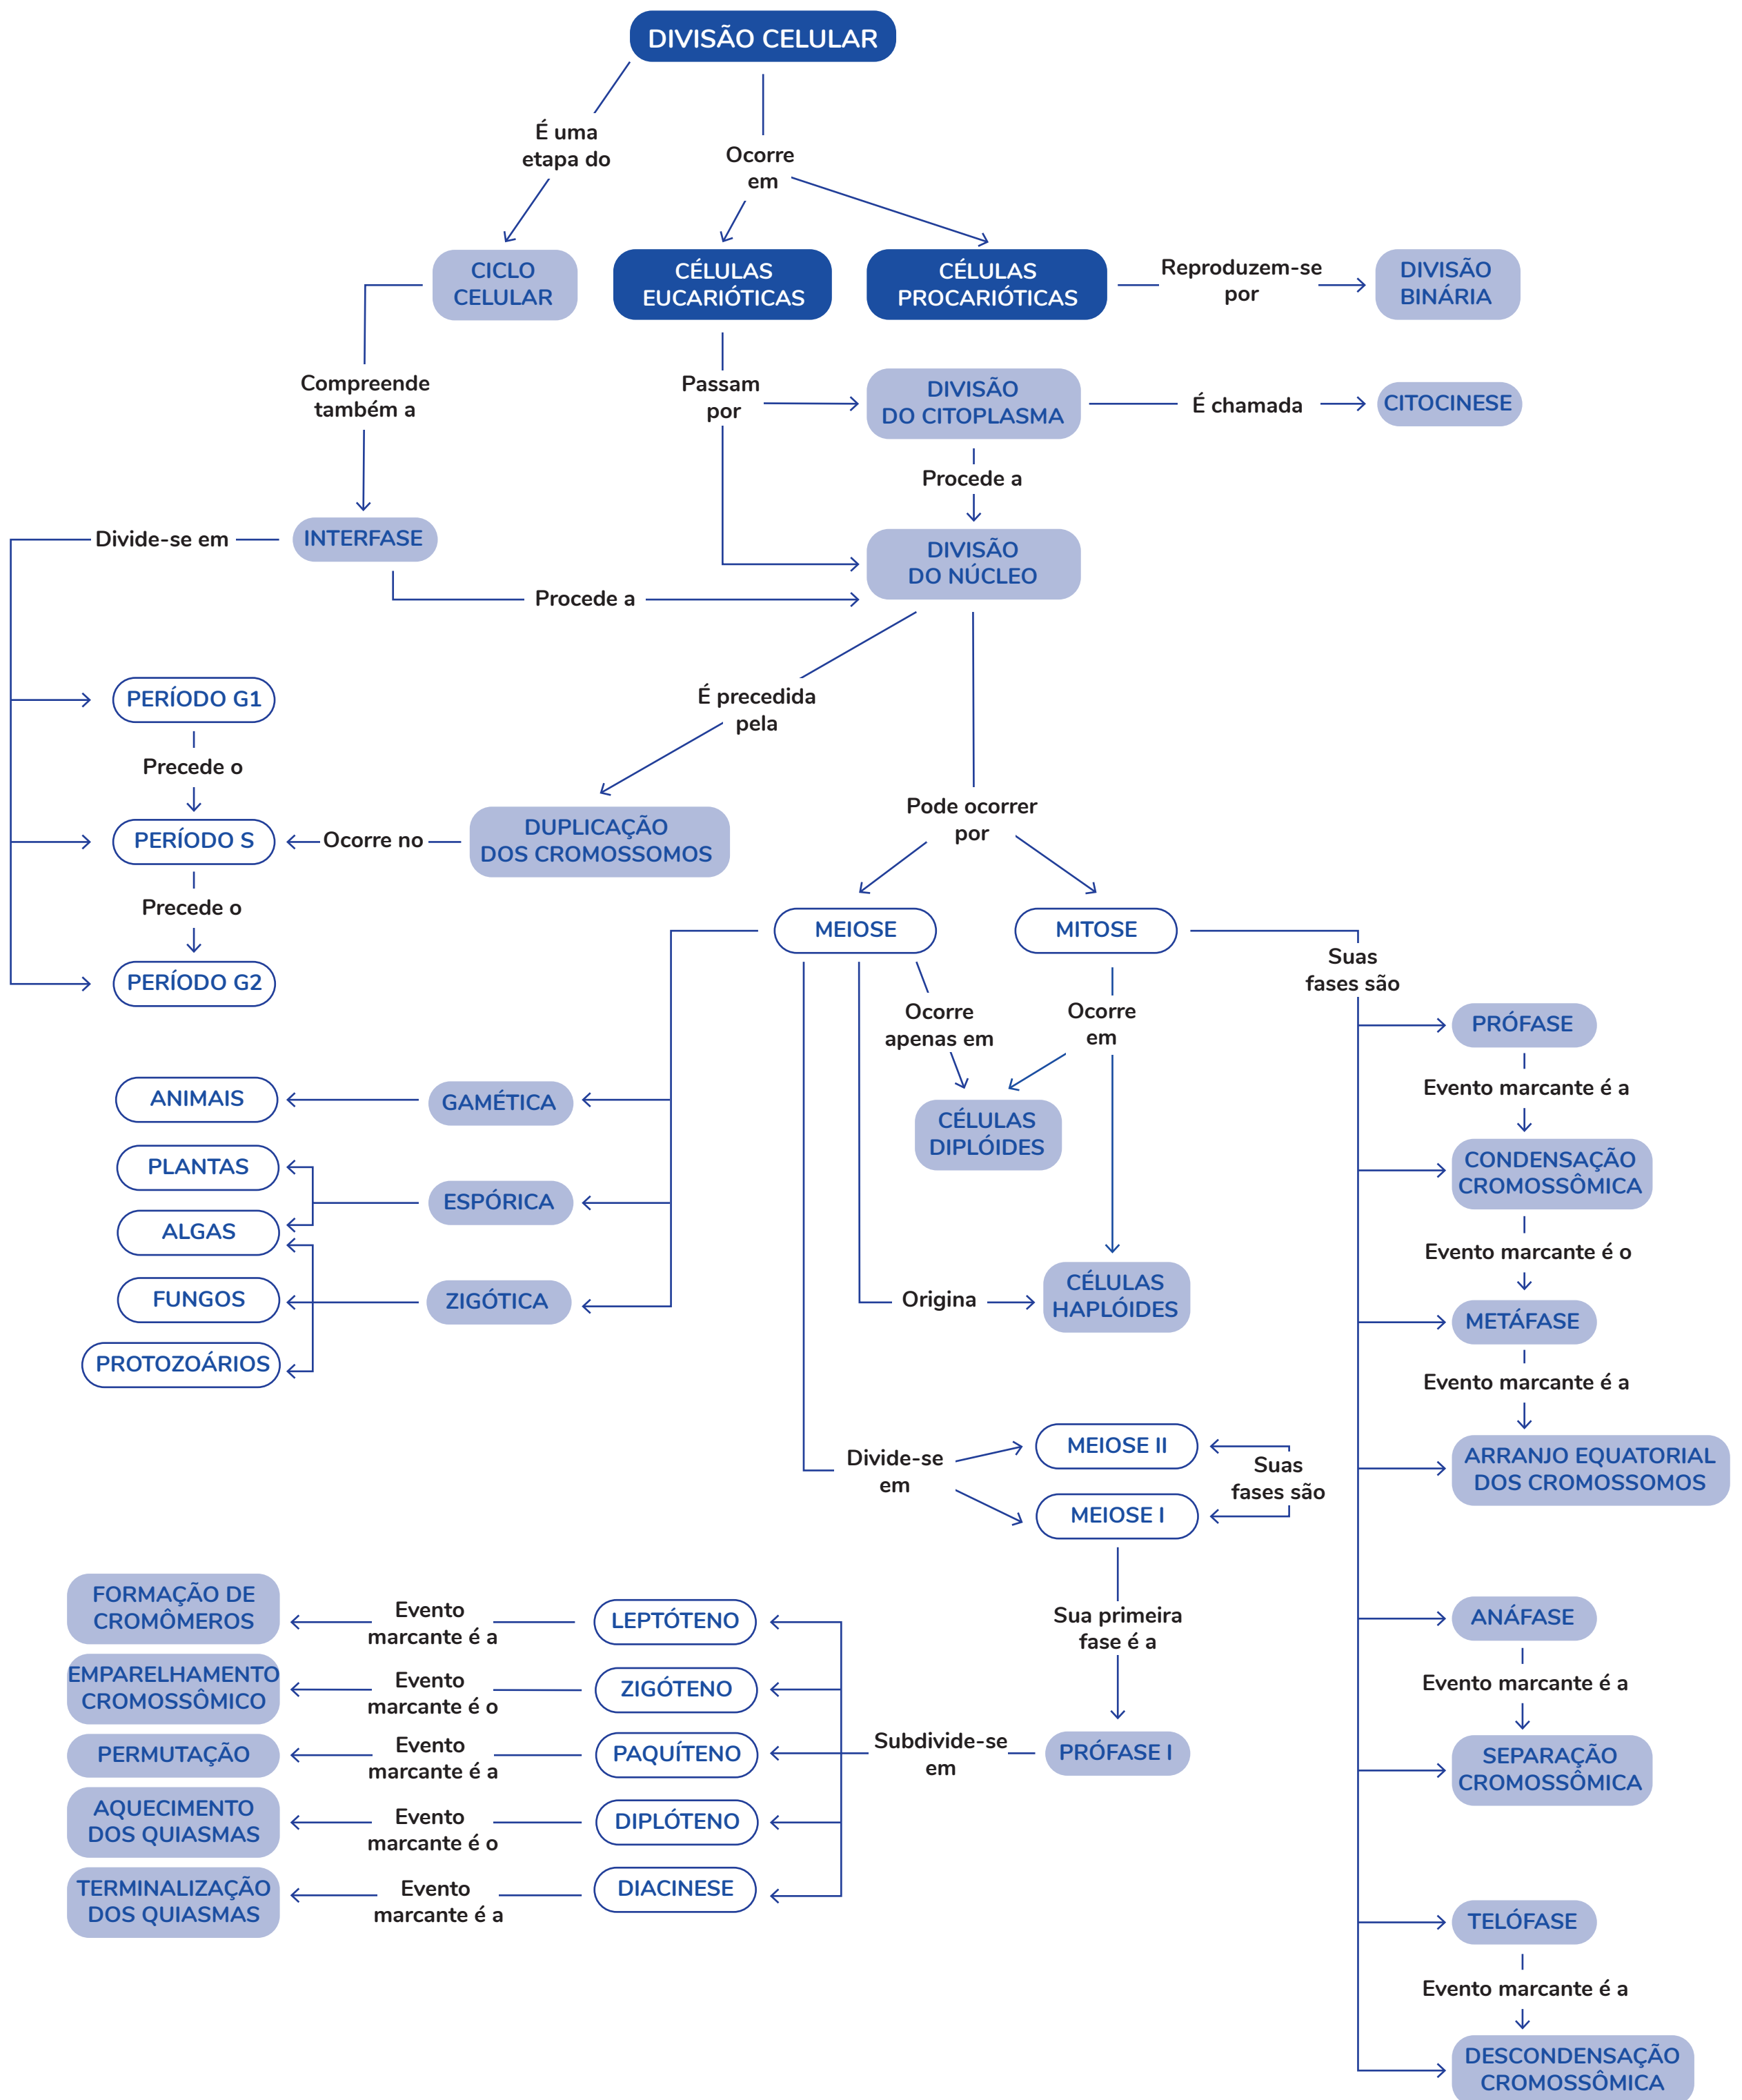 DIVISÃO CELULAR
É uma
etapa do
Ocorre
em
CICLO
CELULAR
CÉLULAS
EUCARIÓTICAS
CÉLULAS
PROCARIÓTICAS
Reproduzem-se
por
DIVISÃO
BINÁRIA
Compreende
também a
Passam
por
DIVISÃO
DO CITOPLASMA
É chamada
CITOCINESE
Procede a
Divide-se em
INTERFASE
DIVISÃO
DO NÚCLEO
Procede a
PERÍODO G1
É precedida
pela
Precede o
Pode ocorrer
por
PERÍODO S
Ocorre no
DUPLICAÇÃO
DOS CROMOSSOMOS
Precede o
PERÍODO G2
MEIOSE
MITOSE
Suas
fases são
Ocorre
apenas em
Ocorre
em
PRÓFASE
Evento marcante é a
ANIMAIS
GAMÉTICA
CÉLULAS
DIPLÓIDES
CONDENSAÇÃO
CROMOSSÔMICA
PLANTAS
ESPÓRICA
ALGAS
Evento marcante é o
FUNGOS
ZIGÓTICA
Origina
CÉLULAS
HAPLÓIDES
METÁFASE
PROTOZOÁRIOS
Evento marcante é a
Divide-se
em
MEIOSE II
MEIOSE I
Suas
fases são
ARRANJO EQUATORIAL
DOS CROMOSSOMOS
FORMAÇÃO DE
CROMÔMEROS
Evento
marcante é a
LEPTÓTENO
Sua primeira
fase é a
ANÁFASE
EMPARELHAMENTO
CROMOSSÔMICO
Evento
marcante é o
ZIGÓTENO
Evento marcante é a
PERMUTAÇÃO
Evento
marcante é a
PAQUÍTENO
Subdivide-se
em
PRÓFASE I
SEPARAÇÃO
CROMOSSÔMICA
AQUECIMENTO
DOS QUIASMAS
Evento
marcante é o
DIPLÓTENO
TERMINALIZAÇÃO
DOS QUIASMAS
Evento
marcante é a
DIACINESE
TELÓFASE
Evento marcante é a
DESCONDENSAÇÃO
CROMOSSÔMICA